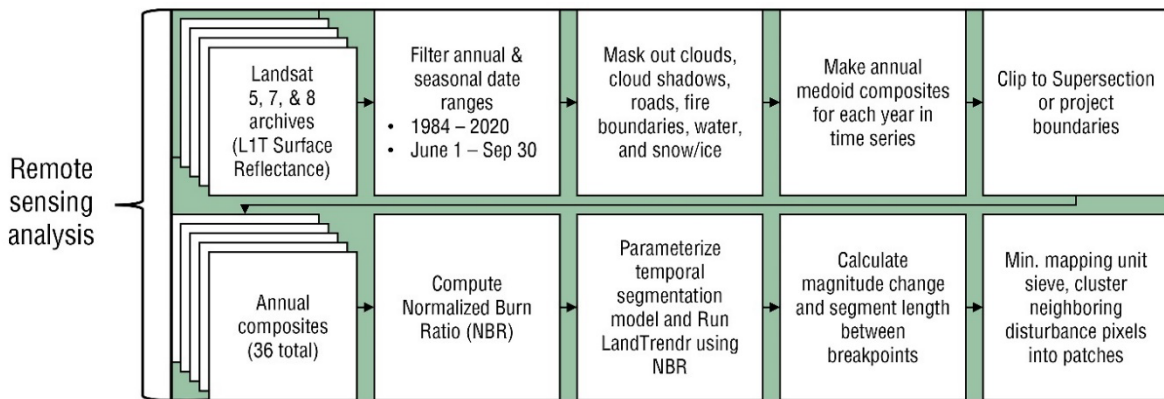 Remote
sensing
analysis
Landsat
5, 7, & 8
archives
(L1T Surface
Reflectance)
Filter annual &
seasonal date
ranges
• 1984 – 2020
• June 1 – Sep 30
Mask out clouds,
cloud shadows,
roads, fire
boundaries, water,
and snow/ice
Make annual
medoid composites
for each year in
time series
Clip to Supersection
or project
boundaries
Annual
composites
(36 total)
Compute
Normalized Burn
Ratio (NBR)
Parameterize
temporal
segmentation
model and Run
LandTrendr using
NBR
Calculate
magnitude change
and segment length
between
breakpoints
Min. mapping unit
sieve, cluster
neighboring
disturbance pixels
into patches